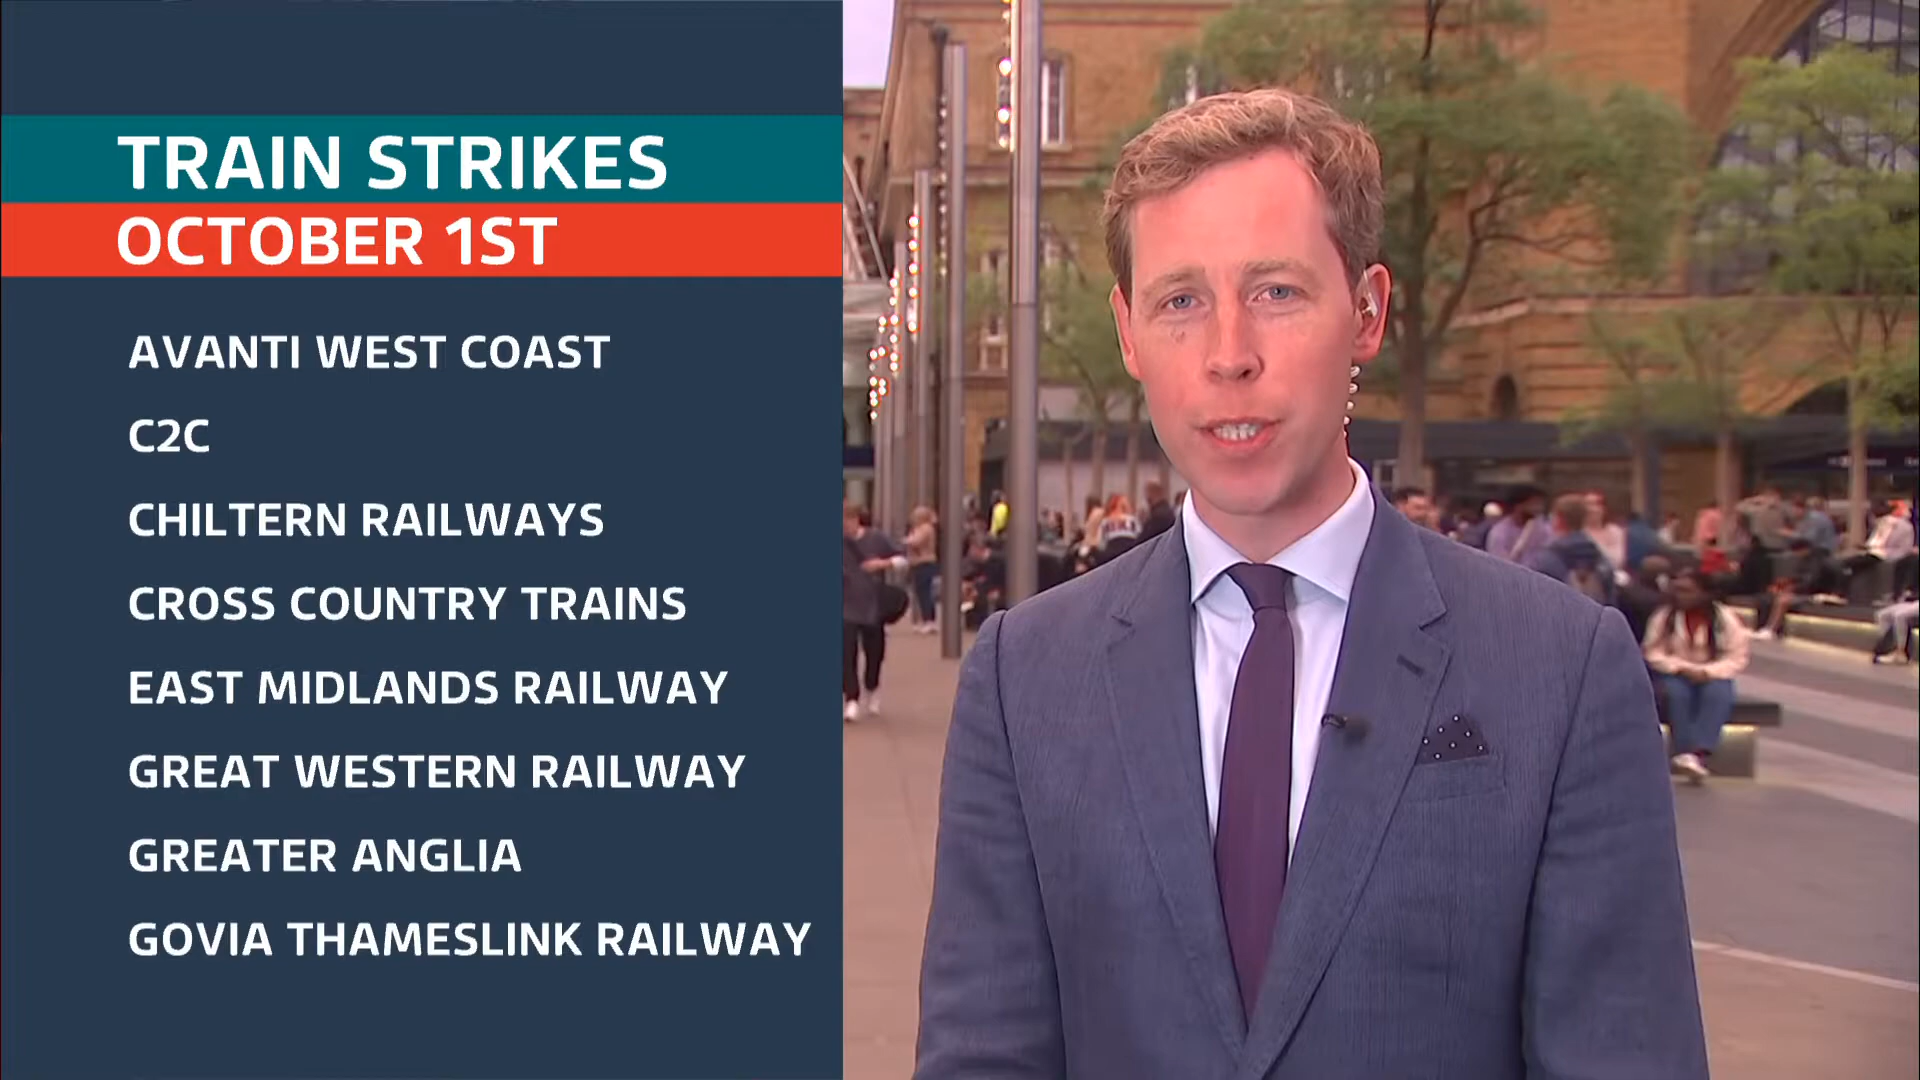 TRAIN STRIKES
OCTOBER 1ST
AVANTI WEST COAST
C2C
CHILTERN RAILWAYS
CROSS COUNTRY TRAINS
EAST MIDLANDS RAILWAY
GREAT WESTERN RAILWAY
GREATER ANGLIA
GOVIA THAMESLINK RAILWAY